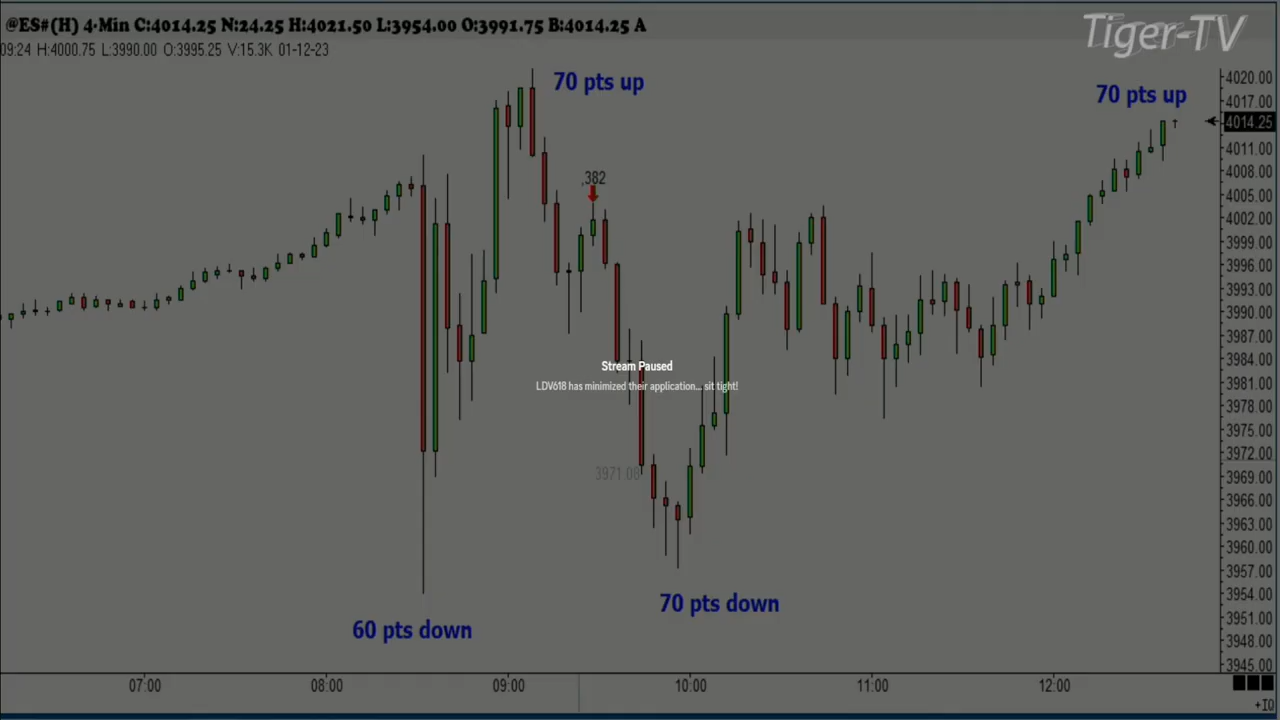 @ES#(H) 4-Min C:4014.25 N:24.25 H:4021.50 L:3954.00 O:3991.75 B:4014.25 A
09:24 H:4000.75 L:3990.00 O:3995.25 V:15.3K 01-12-23
Tiger-TV
70 pts up
70 pts up
.382
Stream Paused
LDV618 has minimized their application... sit tight!
60 pts down
70 pts down
4020.00
4017.00
4014.25
4011.00
4008.00
4005.00
4002.00
3999.00
3996.00
3993.00
3990.00
3987.00
3984.00
3981.00
3978.00
3975.00
3972.00
3969.00
3966.00
3963.00
3960.00
3957.00
3954.00
3951.00
3948.00
3945.00
07:00 08:00 09:00 10:00 11:00 12:00